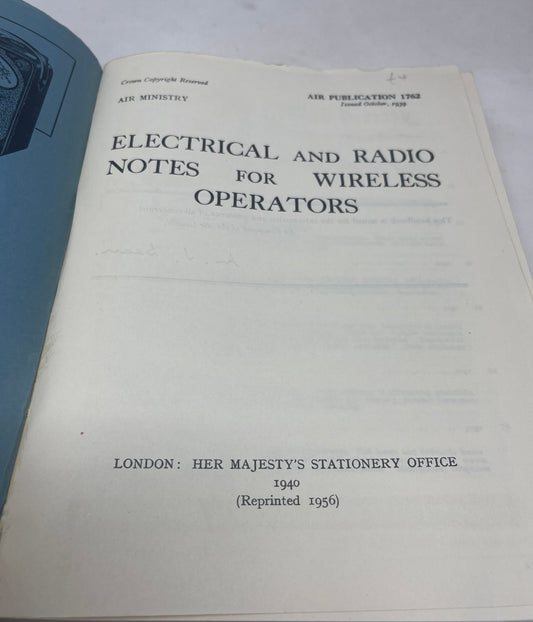 Crown Copyright Reserved
AIR MINISTRY
AIR PUBLICATION 1762
Issued October, 1939
ELECTRICAL AND RADIO
NOTES FOR WIRELESS
OPERATORS
LONDON: HER MAJESTY'S STATIONERY OFFICE
1940
(Reprinted 1956)